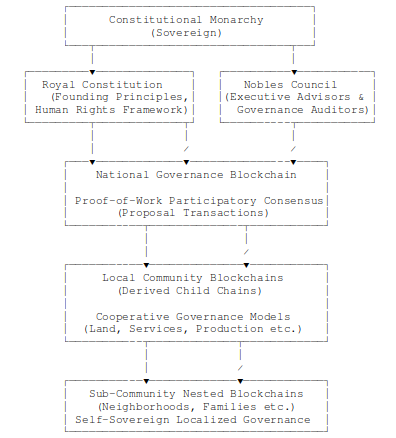 Constitutional Monarchy
(Sovereign)
Royal Constitution
(Founding Principles,
Human Rights Framework)
Nobles Council
(Executive Advisors &
Governance Auditors)
National Governance Blockchain
Proof-of-Work Participatory Consensus
(Proposal Transactions)
Local Community Blockchains
(Derived Child Chains)
Cooperative Governance Models
(Land, Services, Production etc.)
Sub-Community Nested Blockchains
(Neighborhoods, Families etc.)
Self-Sovereign Localized Governance